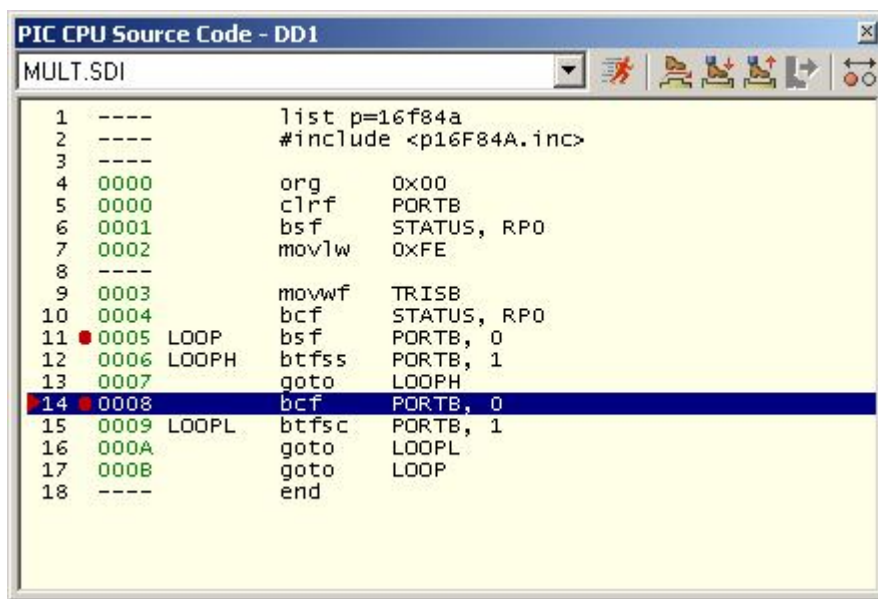 PIC CPU Source Code - DD1
MULT.SDI
1 ---- list p=16f84a
2 ---- #include <p16F84A.inc>
3 ----
4 0000 org 0x00
5 0000 clrf PORTB
6 0001 bsf STATUS, RP0
7 0002 movlw 0xFE
8 ----
9 0003 movwf TRISB
10 0004 bcf STATUS, RP0
11 0005 LOOP bsf PORTB, 0
12 0006 LOOPH btfss PORTB, 1
13 0007 goto LOOPH
14 0008 bcf PORTB, 0
15 0009 LOOPL btfsc PORTB, 1
16 000A goto LOOPL
17 000B goto LOOP
18 ---- end